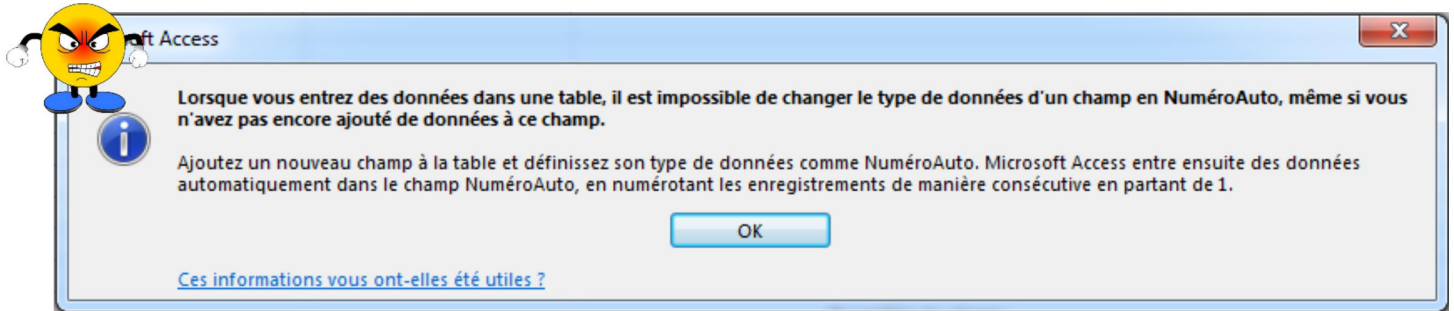 Access
Lorsque vous entrez des données dans une table, il est impossible de changer le type de données d'un champ en NuméroAuto, même si vous
n'avez pas encore ajouté de données à ce champ.
Ajoutez un nouveau champ à la table et définissez son type de données comme NuméroAuto. Microsoft Access entre ensuite des données
automatiquement dans le champ NuméroAuto, en numérotant les enregistrements de manière consécutive en partant de 1.
OK
Ces informations vous ont-elles été utiles ?